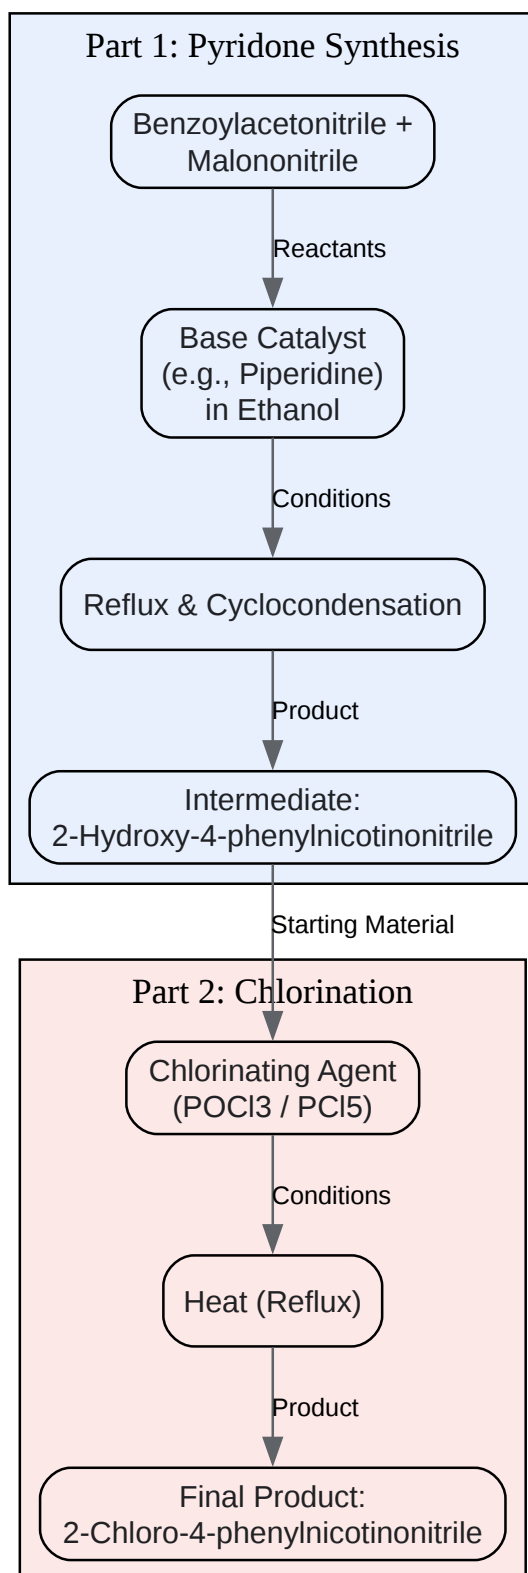 Part 1: Pyridone Synthesis
Benzoylacetonitrile +
Malononitrile
Reactants
Base Catalyst
(e.g., Piperidine)
in Ethanol
Conditions
Reflux & Cyclocondensation
Product
Intermediate:
2-Hydroxy-4-phenylnicotinonitrile
Starting Material
Part 2: Chlorination
Chlorinating Agent
(POCl3 / PCl5)
Conditions
Heat (Reflux)
Product
Final Product:
2-Chloro-4-phenylnicotinonitrile